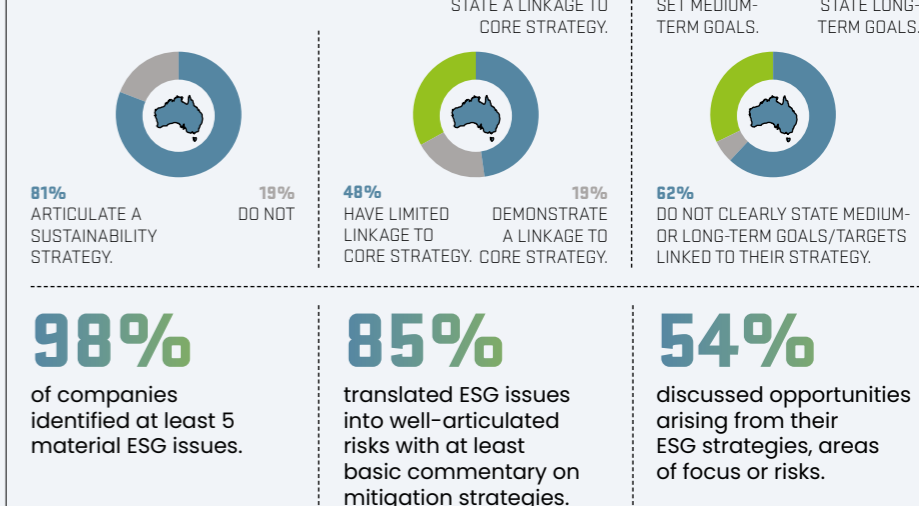 STATE A LINKAGE TO
CORE STRATEGY.
SET MEDIUM-
TERM GOALS.
STATE LONG-
TERM GOALS.
81%
ARTICULATE A
SUSTAINABILITY
STRATEGY.
19%
DO NOT
48%
HAVE LIMITED
LINKAGE TO
CORE STRATEGY.
19%
DEMONSTRATE
A LINKAGE TO
CORE STRATEGY.
62%
DO NOT CLEARLY STATE MEDIUM-
OR LONG-TERM GOALS/TARGETS
LINKED TO THEIR STRATEGY.
98%
of companies
identified at least 5
material ESG issues.
85%
translated ESG issues
into well-articulated
risks with at least
basic commentary on
mitigation strategies.
54%
discussed opportunities
arising from their
ESG strategies, areas
of focus or risks.